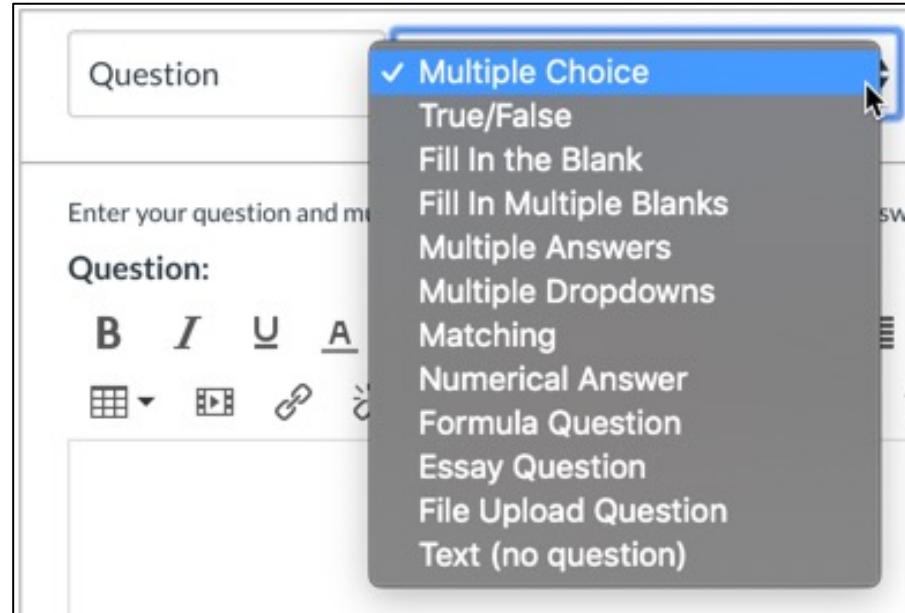 Question
✓ Multiple Choice
True/False
Fill In the Blank
Fill In Multiple Blanks
Multiple Answers
Multiple Dropdowns
Matching
Numerical Answer
Formula Question
Essay Question
File Upload Question
Text (no question)
Enter your question and
Question:
B I U A